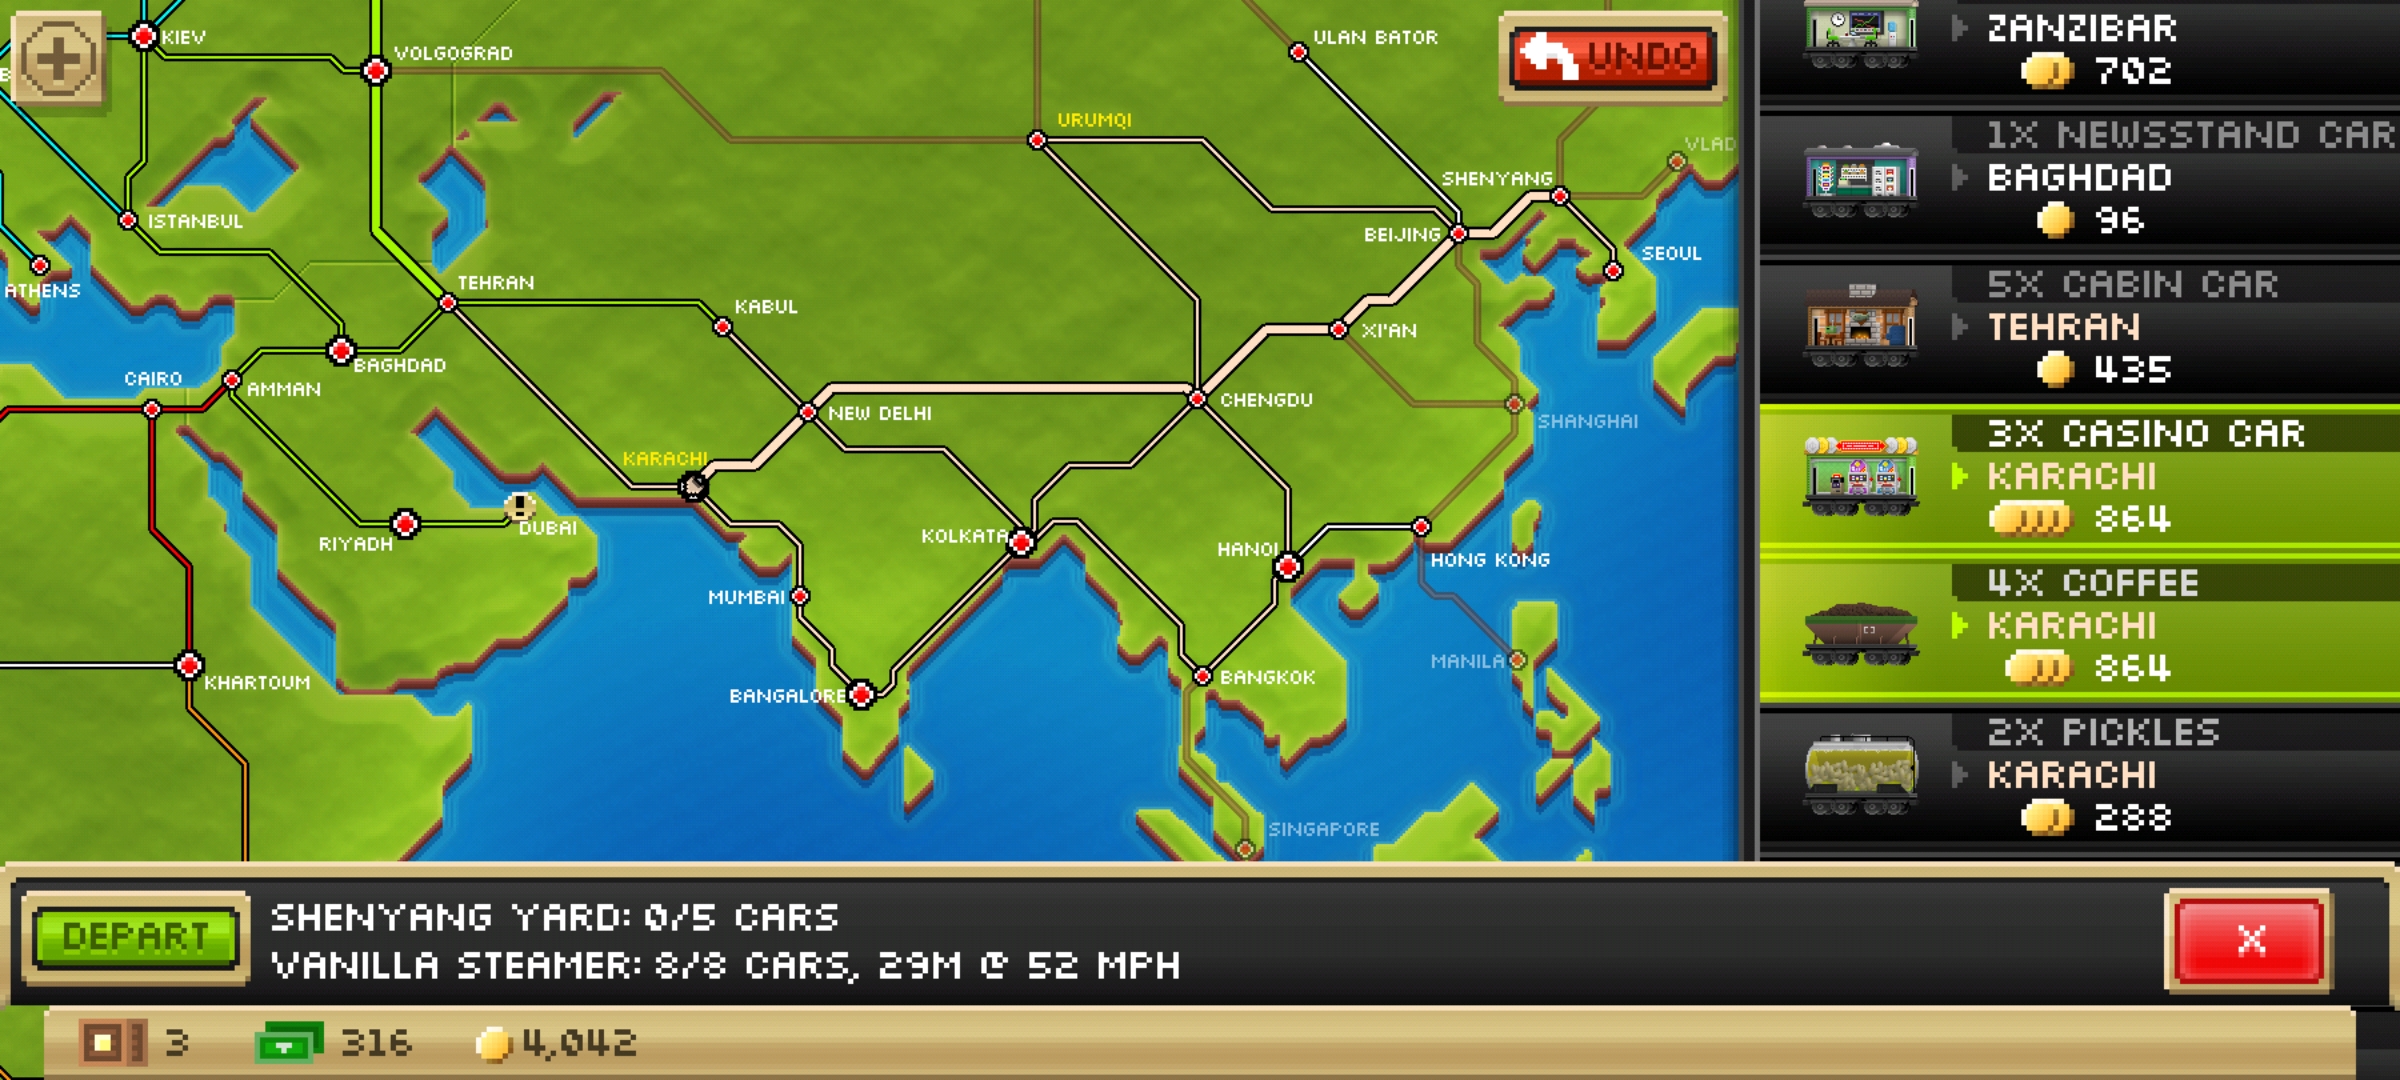 KIEV
VOLGOGRAD
ULAN BATOR
UNDO
URUMQI
VLAD
SHENYANG
ISTANBUL
BEIJING
SEOUL
ATHENS
TEHRAN
KABUL
XI'AN
BAGHDAD
CAIRO
AMMAN
NEW DELHI
CHENGDU
SHANGHAI
KARACHI
DUBAI
RIYADH
KOLKATA
HANOI
HONG KONG
MUMBAI
MANILA
KHARTOUM
BANGALORE
BANGKOK
SINGAPORE
ZANZIBAR
702
1X NEWSSTAND CAR
BAGHDAD
96
5X CABIN CAR
TEHRAN
435
3X CASINO CAR
KARACHI
864
4X COFFEE
KARACHI
864
2X PICKLES
KARACHI
288
DEPART
SHENYANG YARD: 0/5 CARS
VANILLA STEAMER: 8/8 CARS, 29M @ 52 MPH
X
3
316
4,042